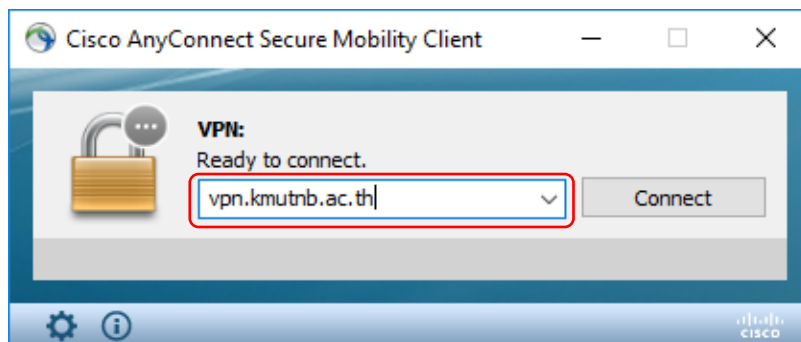 Cisco AnyConnect Secure Mobility Client
VPN:
Ready to connect.
vpn.kmutnb.ac.th
Connect
CISCO